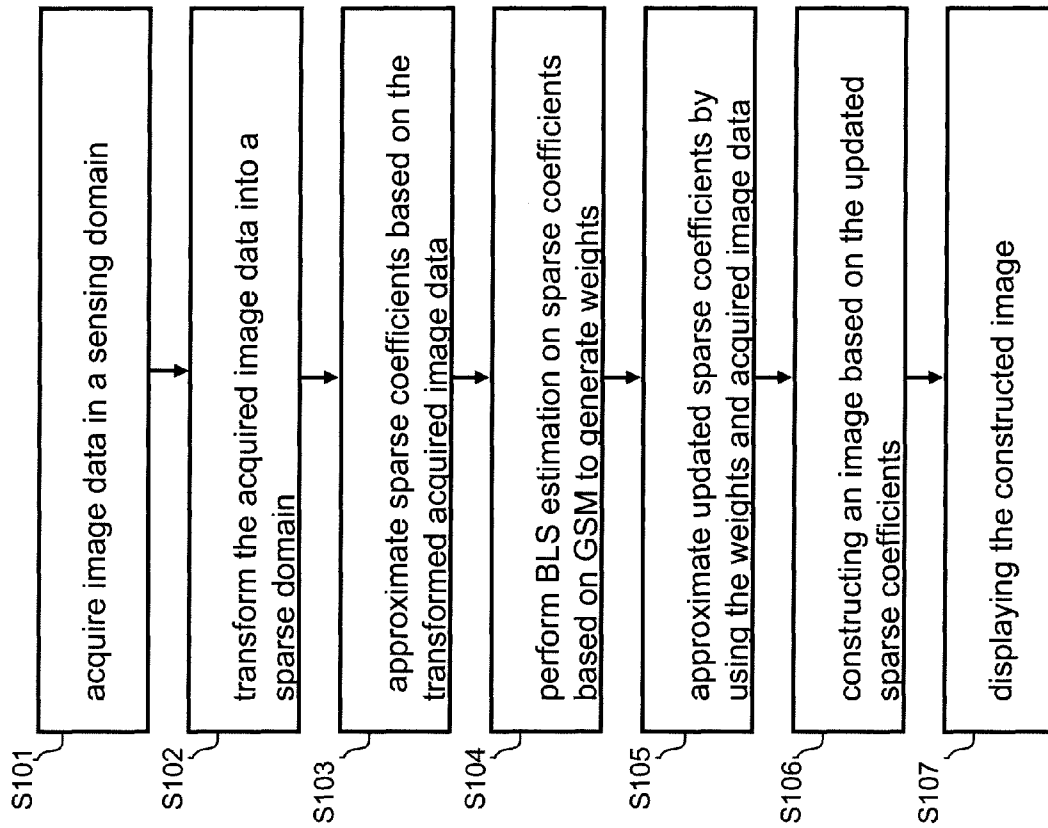 S101
acquire image data in a sensing domain
S102
transform the acquired image data into a
sparse domain
S103
approximate sparse coefficients based on the
transformed acquired image data
S104
perform BLS estimation on sparse coefficients
based on GSM to generate weights
S105
approximate updated sparse coefficients by
using the weights and acquired image data
S106
constructing an image based on the updated
sparse coefficients
S107
displaying the constructed image